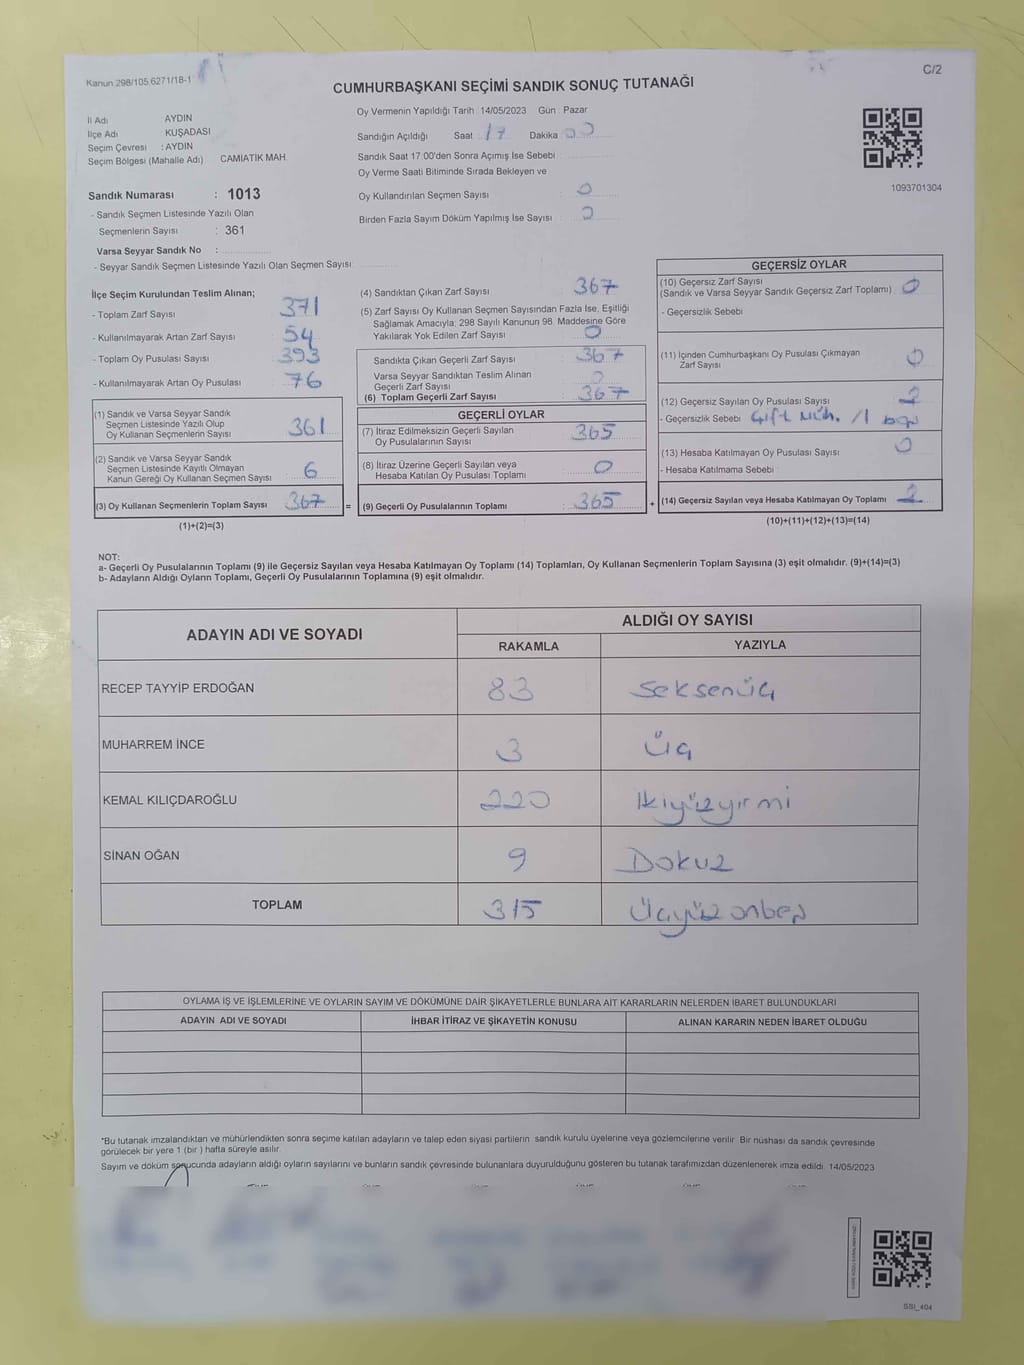 Kanun 298/105,6271/18-1
C/2
CUMHURBAŞKANI SEÇİMİ SANDIK SONUÇ TUTANAĞI
İl Adı AYDIN
İlçe Adı KUŞADASI
Seçim Çevresi : AYDIN
Seçim Bölgesi (Mahalle Adı) CAMİATİK MAH.
Sandık Numarası : 1013
- Sandık Seçmen Listesinde Yazılı Olan
Seçmenlerin Sayısı : 361
Varsa Seyyar Sandık No :
- Seyyar Sandık Seçmen Listesinde Yazılı Olan Seçmen Sayısı:
Oy Vermenin Yapıldığı Tarih : 14/05/2023 Gün : Pazar
Sandığın Açıldığı Saat : 17 Dakika : 00
Sandık Saat 17:00'den Sonra Açımış İse Sebebi :
Oy Verme Saati Bitiminde Sırada Bekleyen ve
Oy Kullandırılan Seçmen Sayısı : 0
Birden Fazla Sayım Döküm Yapılmış İse Sayısı : 0
1093701304
İlçe Seçim Kurulundan Teslim Alınan;
- Toplam Zarf Sayısı : 371
- Kullanılmayarak Artan Zarf Sayısı : 54
- Toplam Oy Pusulası Sayısı : 393
- Kullanılmayarak Artan Oy Pusulası : 76
(1) Sandık ve Varsa Seyyar Sandık
Seçmen Listesinde Yazılı Olup
Oy Kullanan Seçmenlerin Sayısı : 361
(2) Sandık ve Varsa Seyyar Sandık
Seçmen Listesinde Kayıtlı Olmayan
Kanun Gereği Oy Kullanan Seçmen Sayısı : 6
(3) Oy Kullanan Seçmenlerin Toplam Sayısı : 367 =
(1)+(2)=(3)
(4) Sandıktan Çıkan Zarf Sayısı : 367
(5) Zarf Sayısı Oy Kullanan Seçmen Sayısından Fazla İse, Eşitliği
Sağlamak Amacıyla; 298 Sayılı Kanunun 98. Maddesine Göre
Yakılarak Yok Edilen Zarf Sayısı : 0
Sandıkta Çıkan Geçerli Zarf Sayısı : 367
Varsa Seyyar Sandıktan Teslim Alınan
Geçerli Zarf Sayısı : 0
(6) Toplam Geçerli Zarf Sayısı : 367
GEÇERLİ OYLAR
(7) İtiraz Edilmeksizin Geçerli Sayılan
Oy Pusulalarının Sayısı : 365
(8) İtiraz Üzerine Geçerli Sayılan veya
Hesaba Katılan Oy Pusulası Toplamı : 0
(9) Geçerli Oy Pusulalarının Toplamı : 365 +
GEÇERSİZ OYLAR
(10) Geçersiz Zarf Sayısı
(Sandık ve Varsa Seyyar Sandık Geçersiz Zarf Toplamı) : 0
- Geçersizlik Sebebi :
(11) İçinden Cumhurbaşkanı Oy Pusulası Çıkmayan
Zarf Sayısı : 0
(12) Geçersiz Sayılan Oy Pusulası Sayısı : 2
- Geçersizlik Sebebi : Çift Müh. /1
(13) Hesaba Katılmayan Oy Pusulası Sayısı : 0
- Hesaba Katılmama Sebebi :
(14) Geçersiz Sayılan veya Hesaba Katılmayan Oy Toplamı : 2
(10)+(11)+(12)+(13)=(14)
NOT:
a- Geçerli Oy Pusulalarının Toplamı (9) ile Geçersiz Sayılan veya Hesaba Katılmayan Oy Toplamı (14) Toplamları, Oy Kullanan Seçmenlerin Toplam Sayısına (3) eşit olmalıdır. (9)+(14)=(3)
b- Adayların Aldığı Oyların Toplamı, Geçerli Oy Pusulalarının Toplamına (9) eşit olmalıdır.
ADAYIN ADI VE SOYADI ALDIĞI OY SAYISI
RAKAMLA YAZIYLA
RECEP TAYYİP ERDOĞAN 83 Seksenüç
MUHARREM İNCE 3 Üç
KEMAL KILIÇDAROĞLU 220 İkiyüzyirmi
SİNAN OĞAN 9 Dokuz
TOPLAM 315 Üçyüzonbeş
OYLAMA İŞ VE İŞLEMLERİNE VE OYLARIN SAYIM VE DÖKÜMÜNE DAİR ŞİKAYETLERLE BUNLARA AİT KARARLARIN NELERDEN İBARET BULUNDUKLARI
ADAYIN ADI VE SOYADI İHBAR İTİRAZ VE ŞİKAYETİN KONUSU ALINAN KARARIN NEDEN İBARET OLDUĞU
*Bu tutanak imzalandıktan ve mühürlendikten sonra seçime katılan adayların ve talep eden siyasi partilerin sandık kurulu üyelerine veya gözlemcilerine verilir. Bir nüshası da sandık çevresinde
görülecek bir yere 1 (bir ) hafta süreyle asılır.
Sayım ve döküm sonucunda adayların aldığı oyların sayılarını ve bunların sandık çevresinde bulunanlara duyurulduğunu gösteren bu tutanak tarafımızdan düzenlenerek imza edildi. 14/05/2023
SSI_404